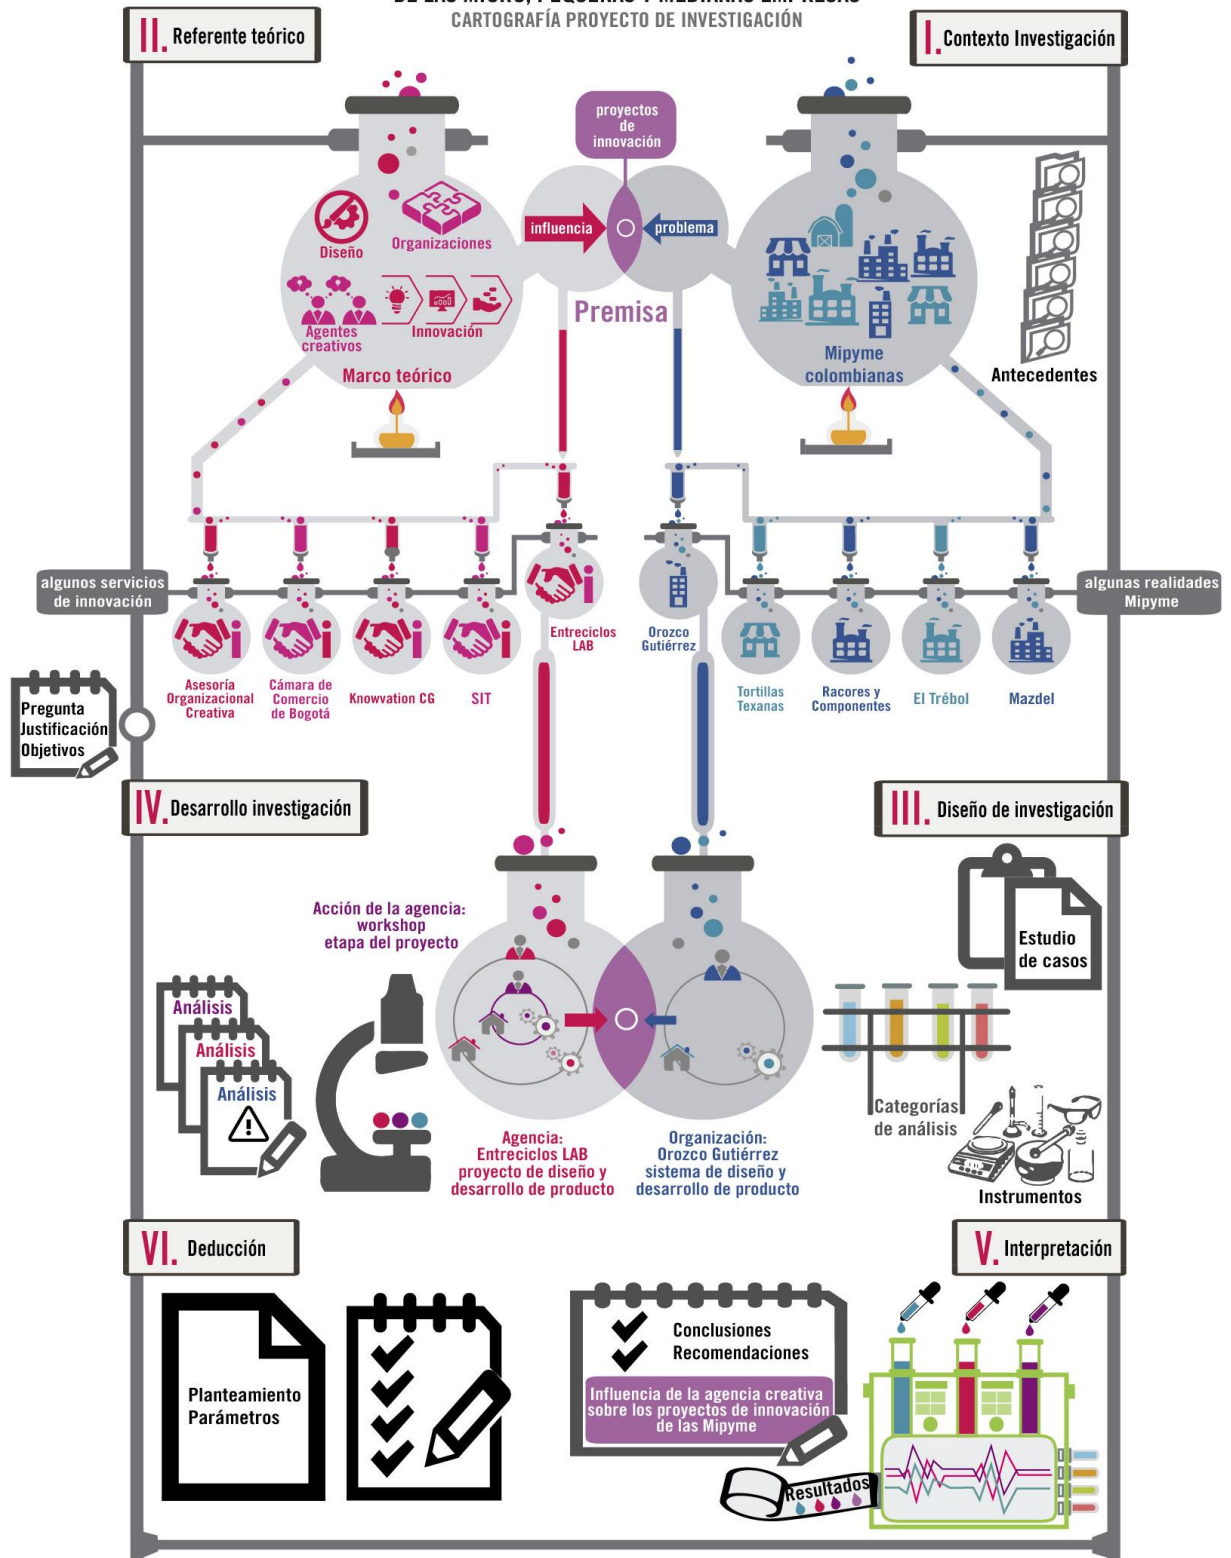 DE LAS MICRO, PEQUEÑAS Y MEDIANAS EMPRESAS
CARTOGRAFÍA PROYECTO DE INVESTIGACIÓN
II. Referente teórico
I. Contexto Investigación
proyectos
de
innovación
influencia
problema
Premisa
Diseño
Organizaciones
Agentes
creativos
Innovación
Marco teórico
Mipyme
colombianas
Antecedentes
algunos servicios
de innovación
algunas realidades
Mipyme
Entreciclos
LAB
Orozco
Gutiérrez
Asesoría
Organizacional
Creativa
Cámara de
Comercio
de Bogotá
Knowvation CG
SIT
Tortillas
Texanas
Racores y
Componentes
El Trébol
Mazdel
Pregunta
Justificación
Objetivos
IV. Desarrollo investigación
III. Diseño de investigación
Acción de la agencia:
workshop
etapa del proyecto
Análisis
Análisis
Análisis
Estudio
de casos
Categorías
de análisis
Instrumentos
Agencia:
Entreciclos LAB
proyecto de diseño y
desarrollo de producto
Organización:
Orozco Gutiérrez
sistema de diseño y
desarrollo de producto
VI. Deducción
V. Interpretación
Planteamiento
Parámetros
Conclusiones
Recomendaciones
Influencia de la agencia creativa
sobre los proyectos de innovación
de las Mipyme
Resultados